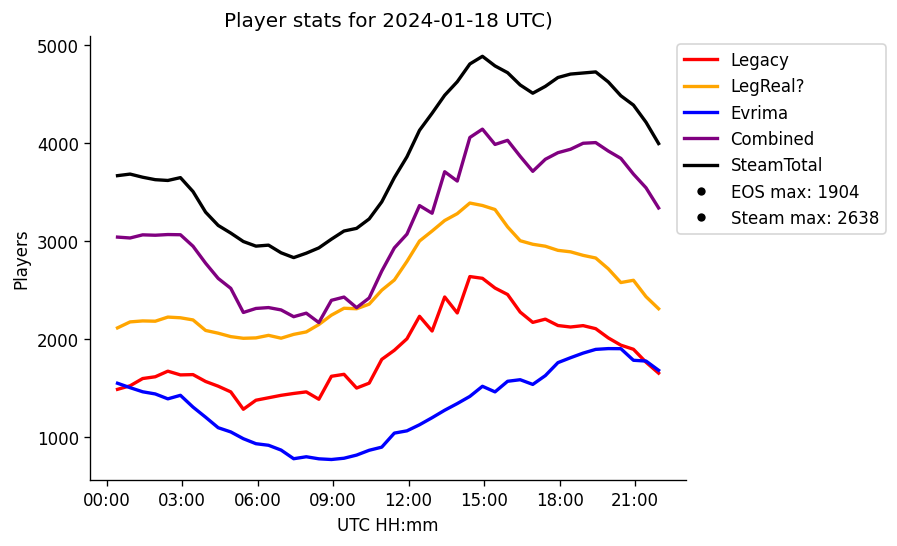 Player stats for 2024-01-18 UTC)
Legacy
LegReal?
Evrima
Combined
SteamTotal
EOS max: 1904
Steam max: 2638
Players
5000
4000
3000
2000
1000
00:00 03:00 06:00 09:00 12:00 15:00 18:00 21:00
UTC HH:mm